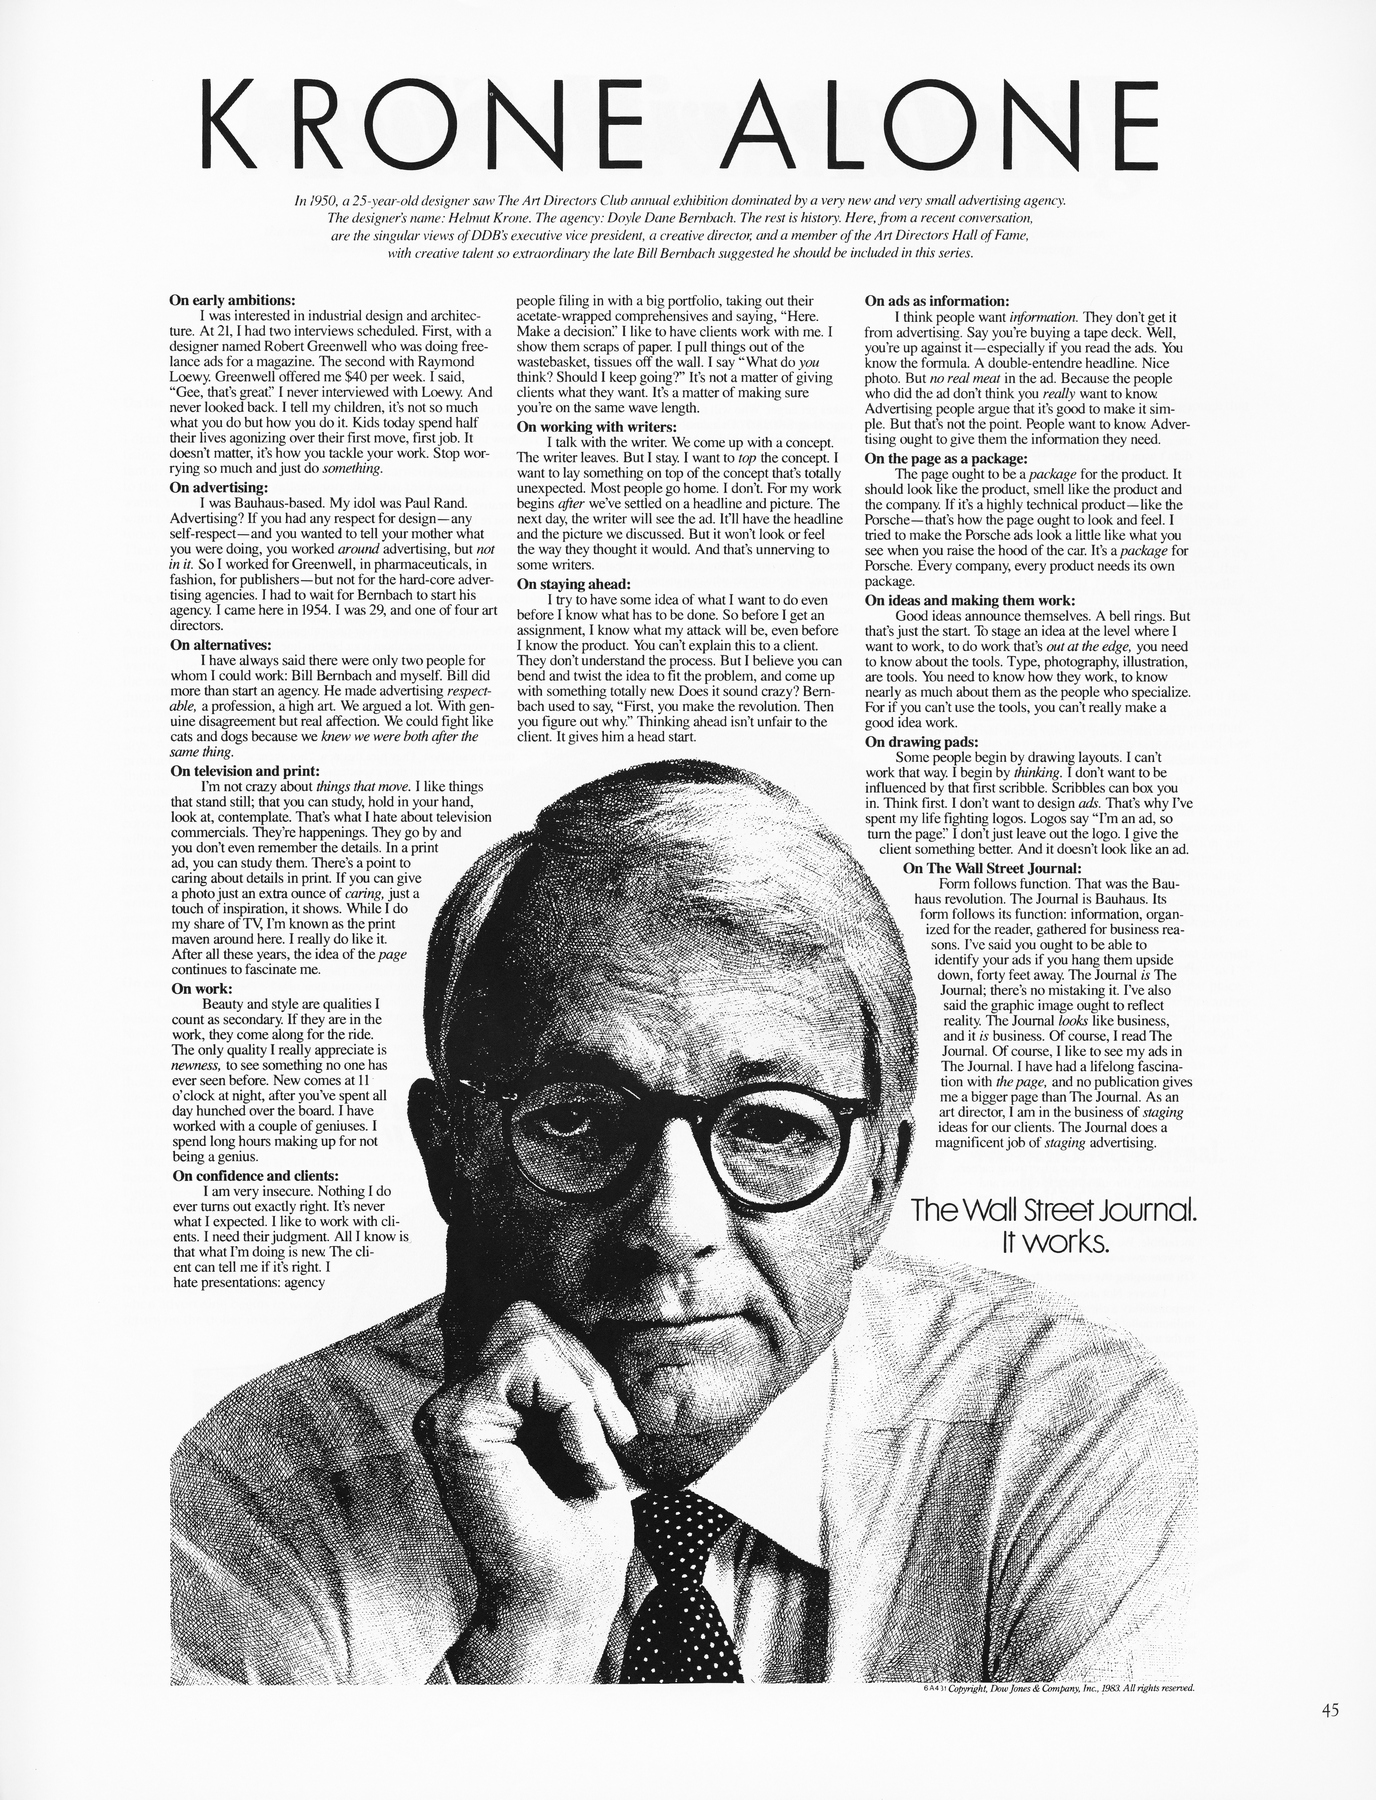 KRONE ALONE
In 1950, a 25-year-old designer saw The Art Directors Club annual exhibition dominated by a very new and very small advertising agency.
The designer's name: Helmut Krone. The agency: Doyle Dane Bernbach. The rest is history. Here, from a recent conversation,
are the singular views of DDB's executive vice president, a creative director, and a member of the Art Directors Hall of Fame,
with creative talent so extraordinary the late Bill Bernbach suggested he should be included in this series.
On early ambitions:
I was interested in industrial design and architec-
ture. At 21, I had two interviews scheduled. First, with a
designer named Robert Greenwell who was doing free-
lance ads for a magazine. The second with Raymond
Loewy. Greenwell offered me $40 per week. I said,
"Gee, that's great." I never interviewed with Loewy. And
never looked back. I tell my children, it's not so much
what you do but how you do it. Kids today spend half
their lives agonizing over their first move, first job. It
doesn't matter, it's how you tackle your work. Stop wor-
rying so much and just do something.
On advertising:
I was Bauhaus-based. My idol was Paul Rand.
Advertising? If you had any respect for design—any
self-respect—and you wanted to tell your mother what
you were doing, you worked around advertising, but not
in it. So I worked for Greenwell, in pharmaceuticals, in
fashion, for publishers—but not for the hard-core adver-
tising agencies. I had to wait for Bernbach to start his
agency. I came here in 1954. I was 29, and one of four art
directors.
On alternatives:
I have always said there were only two people for
whom I could work: Bill Bernbach and myself. Bill did
more than start an agency. He made advertising respect-
able, a profession, a high art. We argued a lot. With gen-
uine disagreement but real affection. We could fight like
cats and dogs because we knew we were both after the
same thing.
On television and print:
I'm not crazy about things that move. I like things
that stand still; that you can study, hold in your hand,
look at, contemplate. That's what I hate about television
commercials. They're happenings. They go by and
you don't even remember the details. In a print
ad, you can study them. There's a point to
caring about details in print. If you can give
a photo just an extra ounce of caring, just a
touch of inspiration, it shows. While I do
my share of TV, I'm known as the print
maven around here. I really do like it.
After all these years, the idea of the page
continues to fascinate me.
On work:
Beauty and style are qualities I
count as secondary. If they are in the
work, they come along for the ride.
The only quality I really appreciate is
newness, to see something no one has
ever seen before. New comes at 11
o'clock at night, after you've spent all
day hunched over the board. I have
worked with a couple of geniuses. I
spend long hours making up for not
being a genius.
On confidence and clients:
I am very insecure. Nothing I do
ever turns out exactly right. It's never
what I expected. I like to work with cli-
ents. I need their judgment. All I know is
that what I'm doing is new. The cli-
ent can tell me if it's right. I
hate presentations: agency
people filing in with a big portfolio, taking out their
acetate-wrapped comprehensives and saying, "Here.
Make a decision." I like to have clients work with me. I
show them scraps of paper. I pull things out of the
wastebasket, tissues off the wall. I say "What do you
think? Should I keep going?" It's not a matter of giving
clients what they want. It's a matter of making sure
you're on the same wave length.
On working with writers:
I talk with the writer. We come up with a concept.
The writer leaves. But I stay. I want to top the concept. I
want to lay something on top of the concept that's totally
unexpected. Most people go home. I don't. For my work
begins after we've settled on a headline and picture. The
next day, the writer will see the ad. It'll have the headline
and the picture we discussed. But it won't look or feel
the way they thought it would. And that's unnerving to
some writers.
On staying ahead:
I try to have some idea of what I want to do even
before I know what has to be done. So before I get an
assignment, I know what my attack will be, even before
I know the product. You can't explain this to a client.
They don't understand the process. But I believe you can
bend and twist the idea to fit the problem, and come up
with something totally new. Does it sound crazy? Bern-
bach used to say, "First, you make the revolution. Then
you figure out why." Thinking ahead isn't unfair to the
client. It gives him a head start.
On ads as information:
I think people want information. They don't get it
from advertising. Say you're buying a tape deck. Well,
you're up against it—especially if you read the ads. You
know the formula. A double-entendre headline. Nice
photo. But no real meat in the ad. Because the people
who did the ad don't think you really want to know.
Advertising people argue that it's good to make it sim-
ple. But that's not the point. People want to know. Adver-
tising ought to give them the information they need.
On the page as a package:
The page ought to be a package for the product. It
should look like the product, smell like the product and
the company. If it's a highly technical product—like the
Porsche—that's how the page ought to look and feel. I
tried to make the Porsche ads look a little like what you
see when you raise the hood of the car. It's a package for
Porsche. Every company, every product needs its own
package.
On ideas and making them work:
Good ideas announce themselves. A bell rings. But
that's just the start. To stage an idea at the level where I
want to work, to do work that's out at the edge, you need
to know about the tools. Type, photography, illustration,
are tools. You need to know how they work, to know
nearly as much about them as the people who specialize.
For if you can't use the tools, you can't really make a
good idea work.
On drawing pads:
Some people begin by drawing layouts. I can't
work that way. I begin by thinking. I don't want to be
influenced by that first scribble. Scribbles can box you
in. Think first. I don't want to design ads. That's why I've
spent my life fighting logos. Logos say "I'm an ad, so
turn the page." I don't just leave out the logo. I give the
client something better. And it doesn't look like an ad.
On The Wall Street Journal:
Form follows function. That was the Bau-
haus revolution. The Journal is Bauhaus. Its
form follows its function: information, organ-
ized for the reader, gathered for business rea-
sons. I've said you ought to be able to
identify your ads if you hang them upside
down, forty feet away. The Journal is The
Journal; there's no mistaking it. I've also
said the graphic image ought to reflect
reality. The Journal looks like business,
and it is business. Of course, I read The
Journal. Of course, I like to see my ads in
The Journal. I have had a lifelong fascina-
tion with the page, and no publication gives
me a bigger page than The Journal. As an
art director, I am in the business of staging
ideas for our clients. The Journal does a
magnificent job of staging advertising.
The Wall Street Journal.
It works.
6A431 Copyright, Dow Jones & Company, Inc., 1983. All rights reserved.
45